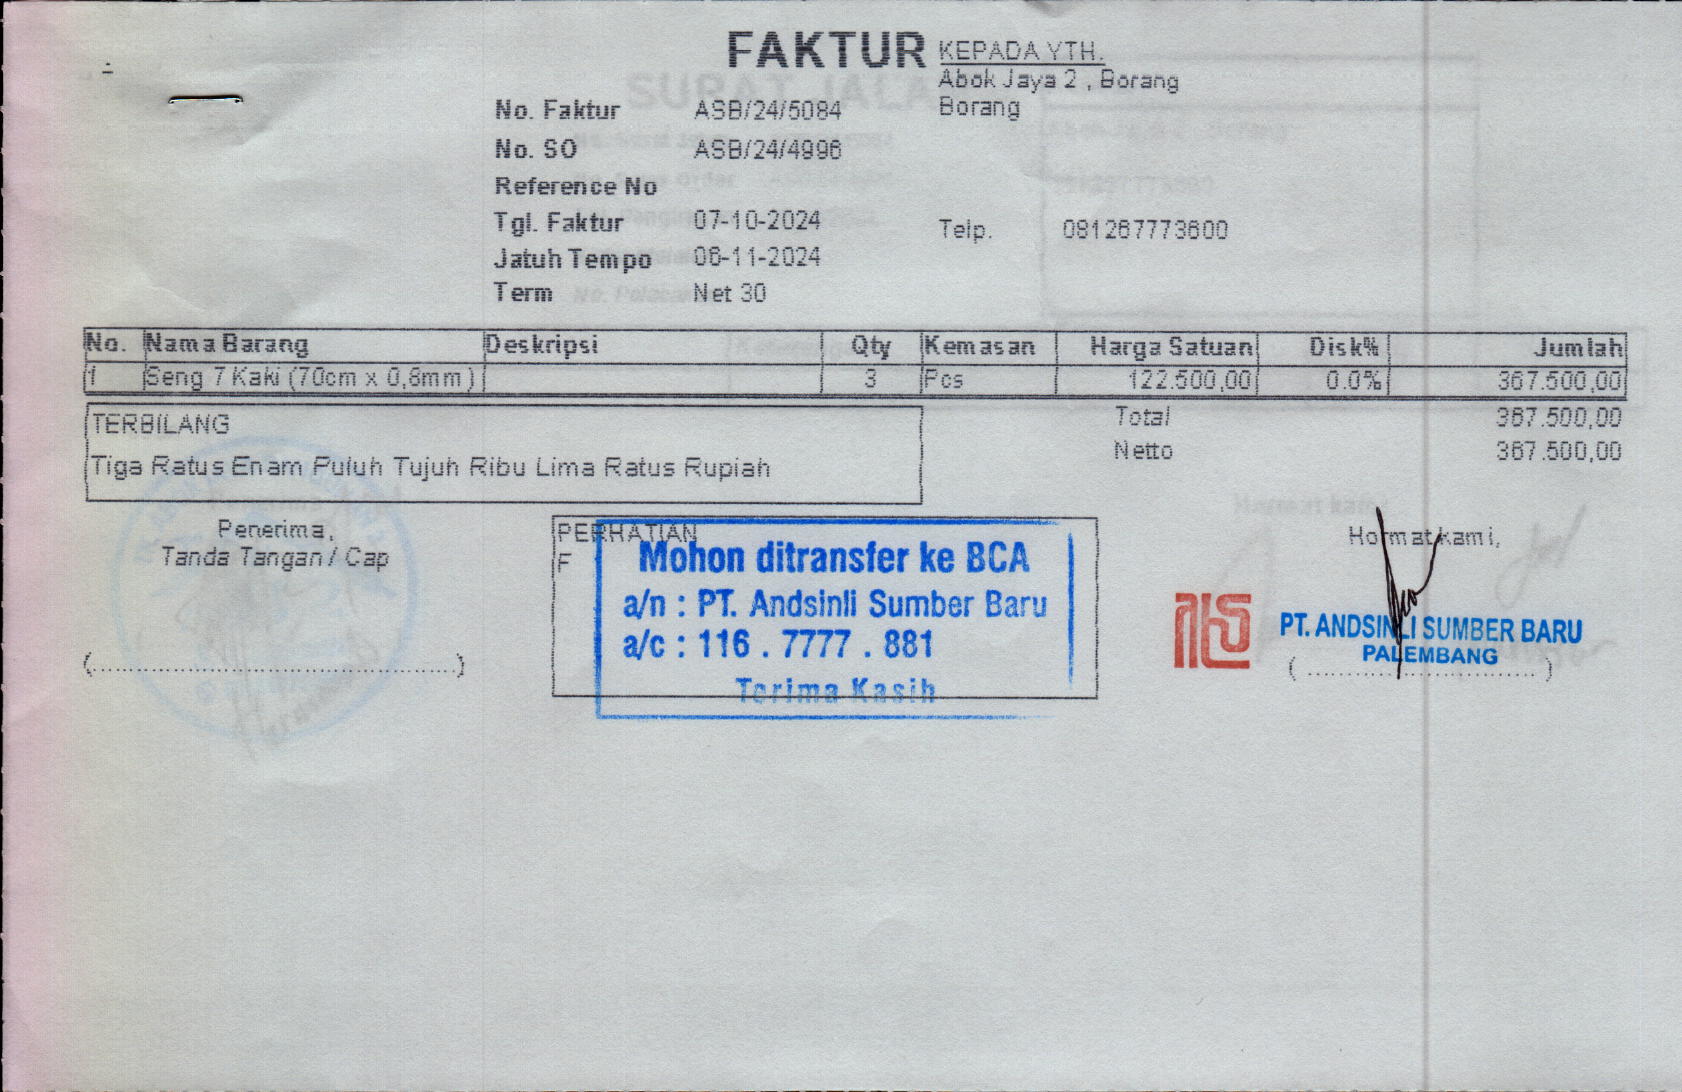 FAKTUR
KEPADA YTH.
Abok Jaya 2 , Borang
Borang
No. Faktur ASB/24/5084
No. SO ASB/24/4996
Reference No
Tgl. Faktur 07-10-2024
Telp. 081267773600
Jatuh Tempo 06-11-2024
Term Net 30
No. Nama Barang Deskripsi Qty Kemasan Harga Satuan Disk% Jumlah
1 Seng 7 Kaki (70cm x 0,6mm) 3 Pcs 122.500,00 0.0% 367.500,00
TERBILANG
Tiga Ratus Enam Puluh Tujuh Ribu Lima Ratus Rupiah
Total 367.500,00
Netto 367.500,00
Penerima,
Tanda Tangan / Cap
(....................................................)
PERHATIAN
F
Mohon ditransfer ke BCA
a/n : PT. Andsinli Sumber Baru
a/c : 116 . 7777 . 881
Terima Kasih
Hormat kami,
PT. ANDSINLI SUMBER BARU
PALEMBANG
( ................................ )